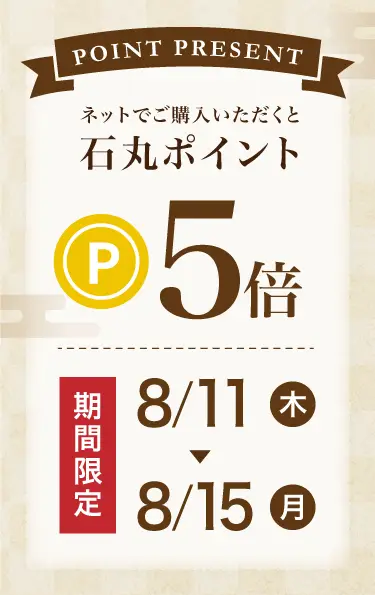 POINT PRESENT
ネットでご購入いただくと
石丸ポイント
P
5倍
期間限定
8/11 木
8/15 月